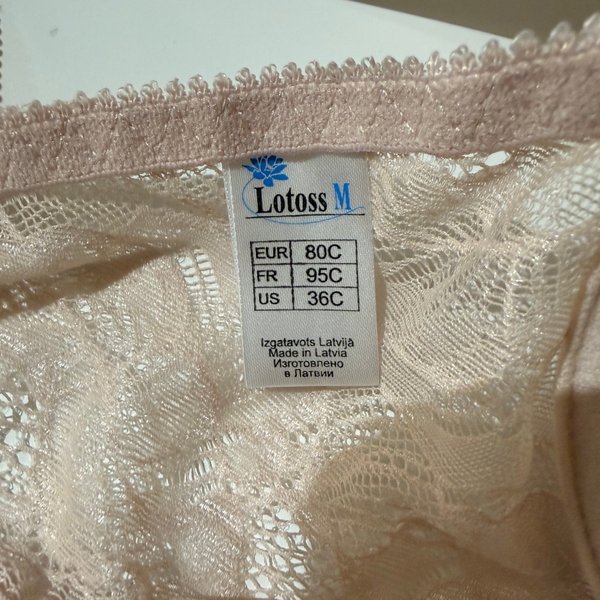 Lotoss M
EUR 80C
FR 95C
US 36C
Izgatavots Latvijā
Made in Latvia
Изготовлено
в Латвии